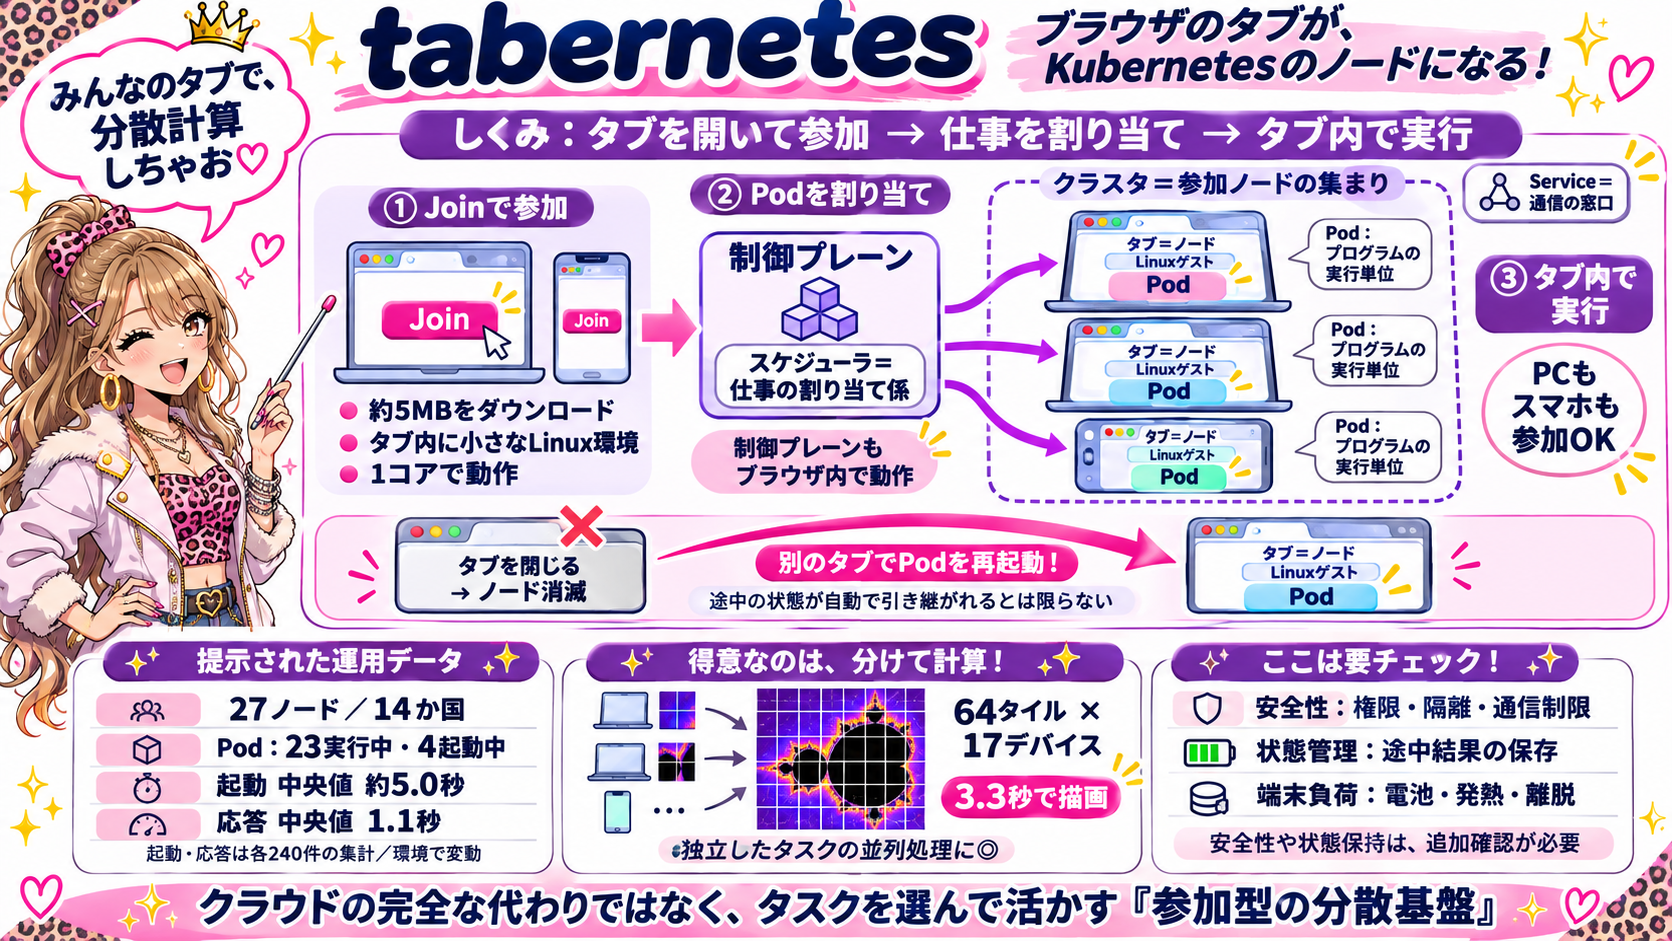 みんなのタブで、
分散計算
しちゃお♡
tabernetes
ブラウザのタブが、
Kubernetesのノードになる！
しくみ：タブを開いて参加 → 仕事を割り当て → タブ内で実行
① Joinで参加
Join
Join
約5MBをダウンロード
タブ内に小さなLinux環境
1コアで動作
② Podを割り当て
制御プレーン
スケジューラ＝
仕事の割り当て係
制御プレーンも
ブラウザ内で動作
クラスタ＝参加ノードの集まり
タブ＝ノード
Linuxゲスト
Pod
Pod：
プログラムの
実行単位
タブ＝ノード
Linuxゲスト
Pod
Pod：
プログラムの
実行単位
タブ＝ノード
Linuxゲスト
Pod
Pod：
プログラムの
実行単位
Service＝
通信の窓口
③ タブ内で
実行
PCも
スマホも
参加OK
タブを閉じる
→ ノード消滅
別のタブでPodを再起動！
途中の状態が自動で引き継がれるとは限らない
タブ＝ノード
Linuxゲスト
Pod
提示された運用データ
27ノード／14か国
Pod：23実行中・4起動中
起動 中央値 約5.0秒
応答 中央値 1.1秒
起動・応答は各240件の集計／環境で変動
得意なのは、分けて計算！
64タイル ×
17デバイス
3.3秒で描画
独立したタスクの並列処理に◎
ここは要チェック！
安全性：権限・隔離・通信制限
状態管理：途中結果の保存
端末負荷：電池・発熱・離脱
安全性や状態保持は、追加確認が必要
クラウドの完全な代わりではなく、タスクを選んで活かす『参加型の分散基盤』